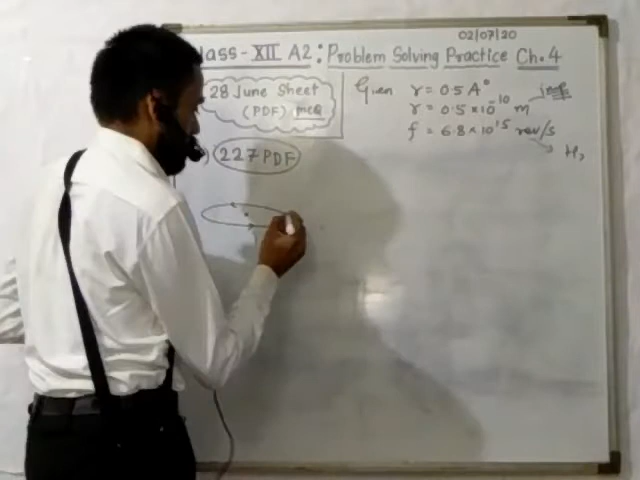 02/07/20
lass - XII A2 : Problem Solving Practice Ch. 4
28 June Sheet
(PDF) MCQ
227 PDF
Given r = 0.5 A°
r = 0.5 × 10⁻¹⁰ m
f = 6.8 × 10¹⁵ rev/s
Hz